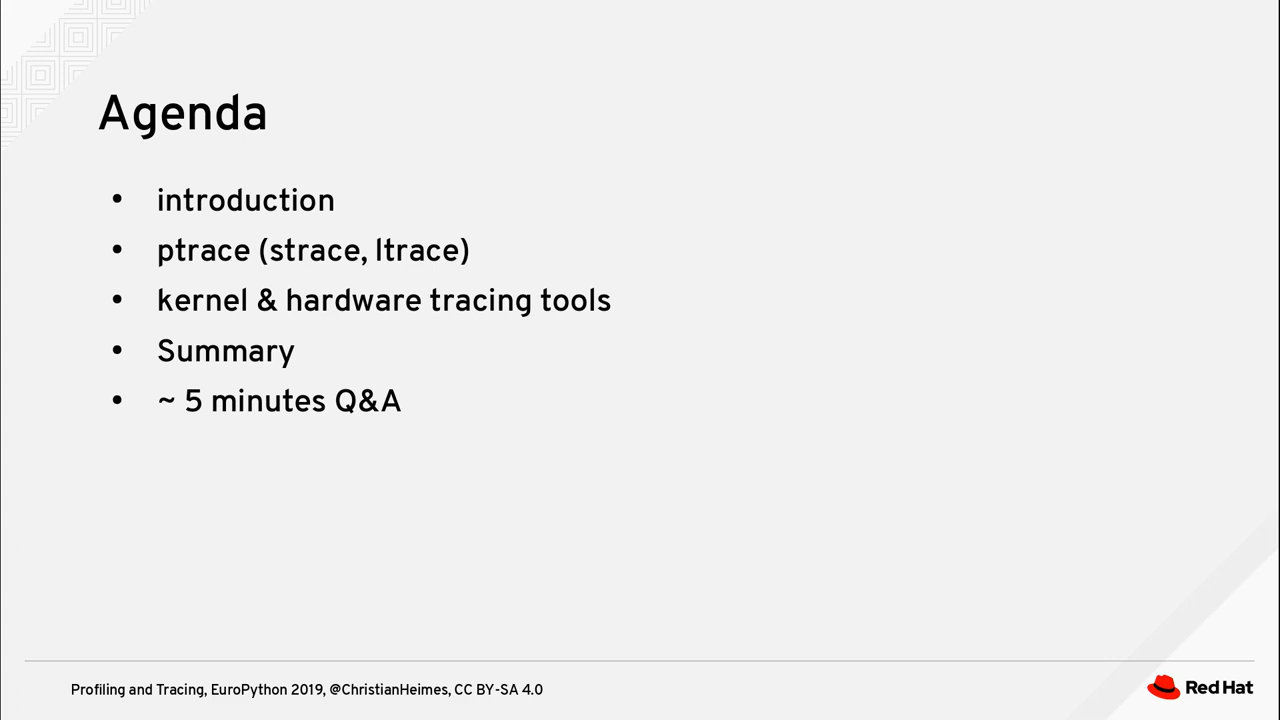 Agenda
• introduction
• ptrace (strace, ltrace)
• kernel & hardware tracing tools
• Summary
• ~ 5 minutes Q&A
Profiling and Tracing, EuroPython 2019, @ChristianHeimes, CC BY-SA 4.0
Red Hat